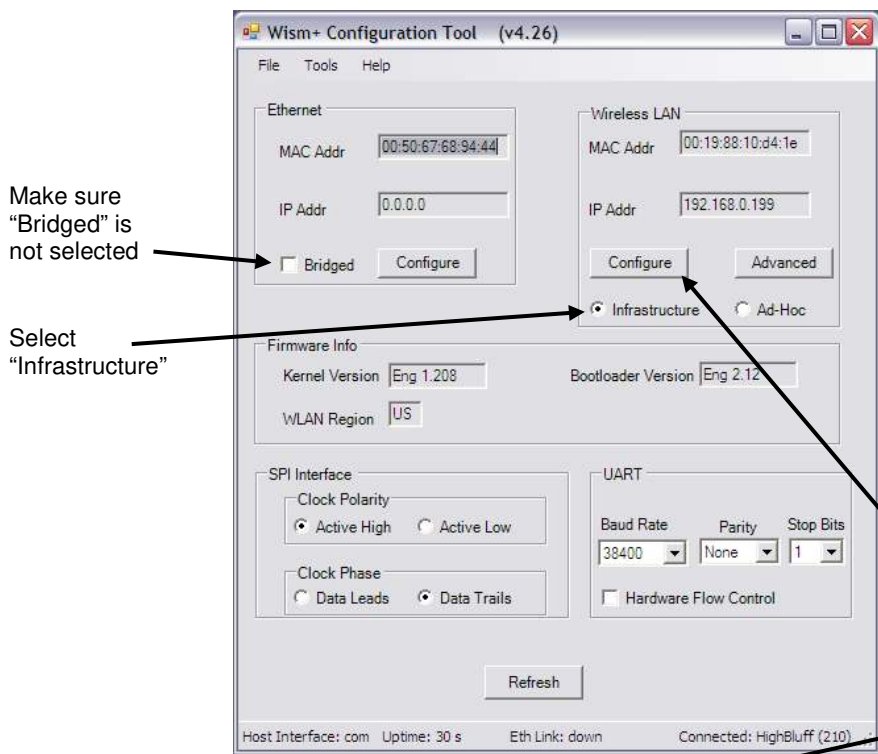 Wism+ Configuration Tool (v4.26)
File Tools Help
Ethernet
MAC Addr 00:50:67:68:94:44
IP Addr 0.0.0.0
Bridged Configure
Wireless LAN
MAC Addr 00:19:88:10:d4:1e
IP Addr 192.168.0.199
Configure Advanced
Infrastructure Ad-Hoc
Make sure
“Bridged” is
not selected
Select
“Infrastructure”
Firmware Info
Kernel Version Eng 1.208 Bootloader Version Eng 2.12
WLAN Region US
SPI Interface
Clock Polarity
Active High Active Low
Clock Phase
Data Leads Data Trails
UART
Baud Rate Parity Stop Bits
38400 None 1
Hardware Flow Control
Refresh
Host Interface: com Uptime: 30 s Eth Link: down Connected: HighBluff (210)